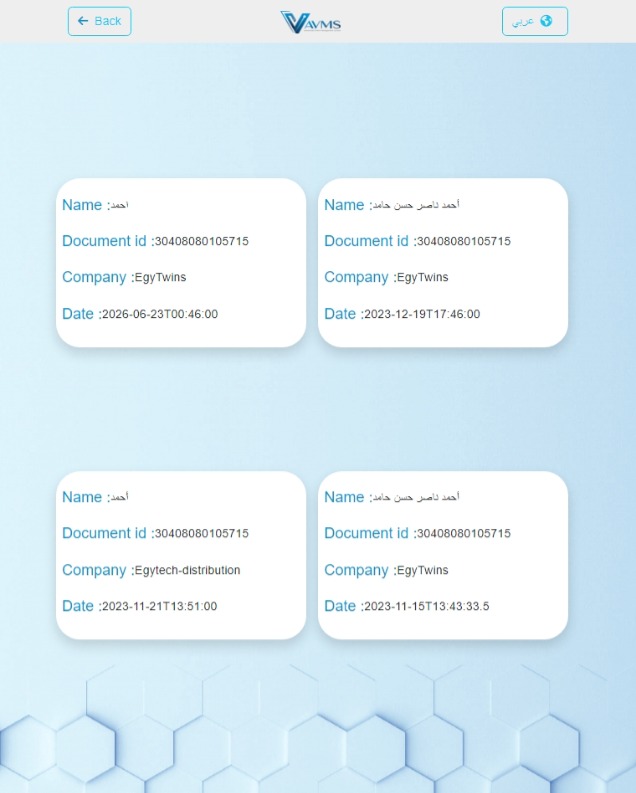 Back
AVMS
عربي
Name :احمد
Document id :30408080105715
Company :EgyTwins
Date :2026-06-23T00:46:00
Name :أحمد ناصر حسن حامد
Document id :30408080105715
Company :EgyTwins
Date :2023-12-19T17:46:00
Name :أحمد
Document id :30408080105715
Company :Egytech-distribution
Date :2023-11-21T13:51:00
Name :أحمد ناصر حسن حامد
Document id :30408080105715
Company :EgyTwins
Date :2023-11-15T13:43:33.5